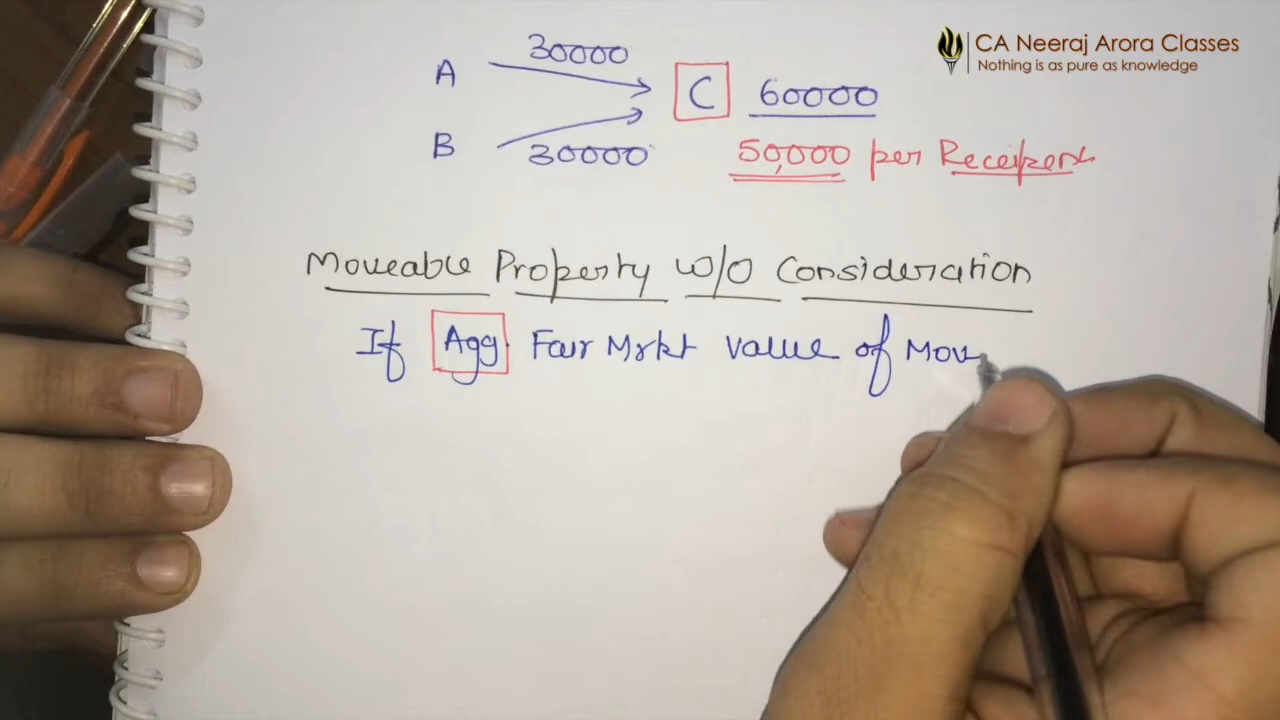 CA Neeraj Arora Classes
Nothing is as pure as knowledge
A 30000 C 60000
B 30000 50,000 per Receipent
Moveable Property w/o Consideration
If Agg. Fair Mrkt value of Mov